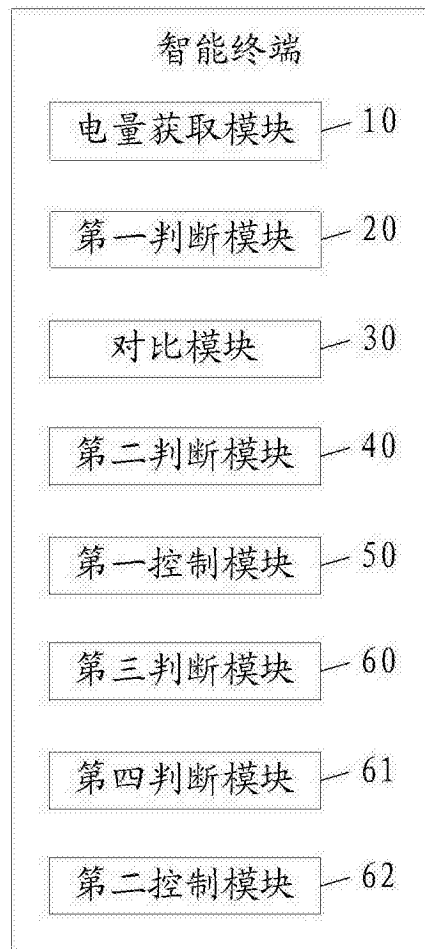 智能终端
电量获取模块 10
第一判断模块 20
对比模块 30
第二判断模块 40
第一控制模块 50
第三判断模块 60
第四判断模块 61
第二控制模块 62